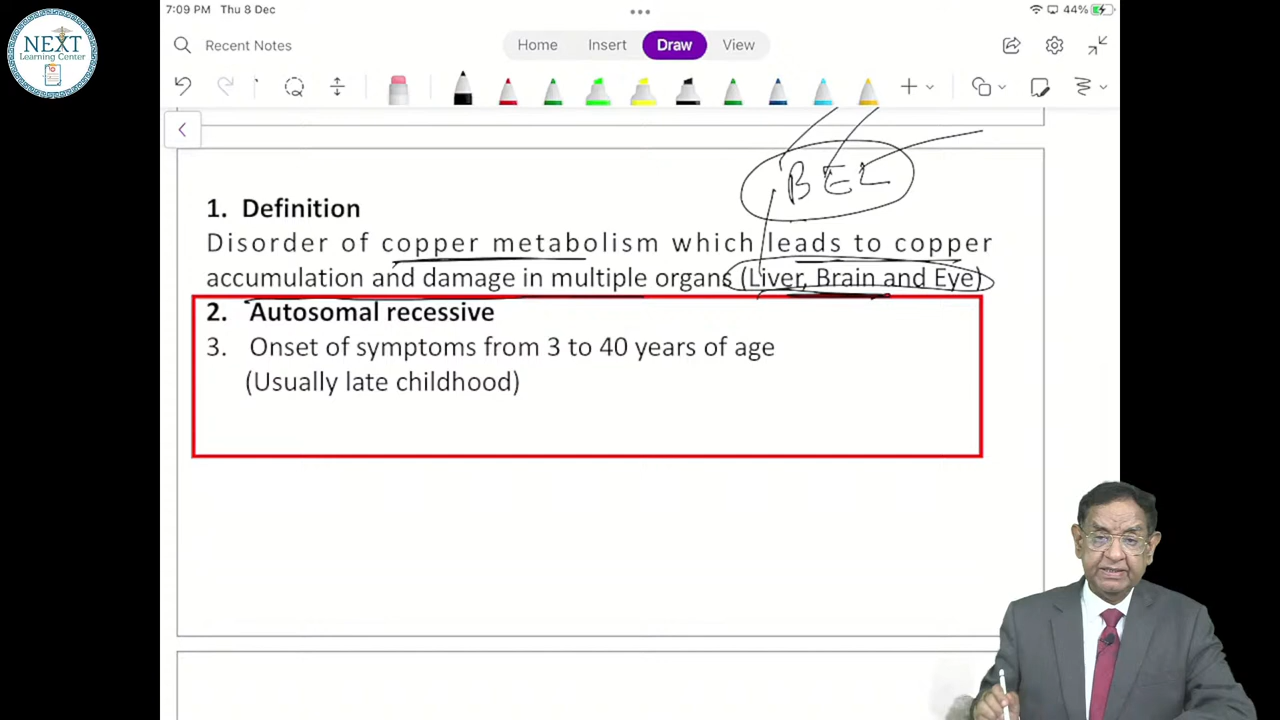 7:09 PM Thu 8 Dec
44%
NEXT
Learning Center
Recent Notes
Home
Insert
Draw
View
BEL
1. Definition
Disorder of copper metabolism which leads to copper
accumulation and damage in multiple organs (Liver, Brain and Eye)
2. Autosomal recessive
3. Onset of symptoms from 3 to 40 years of age
(Usually late childhood)